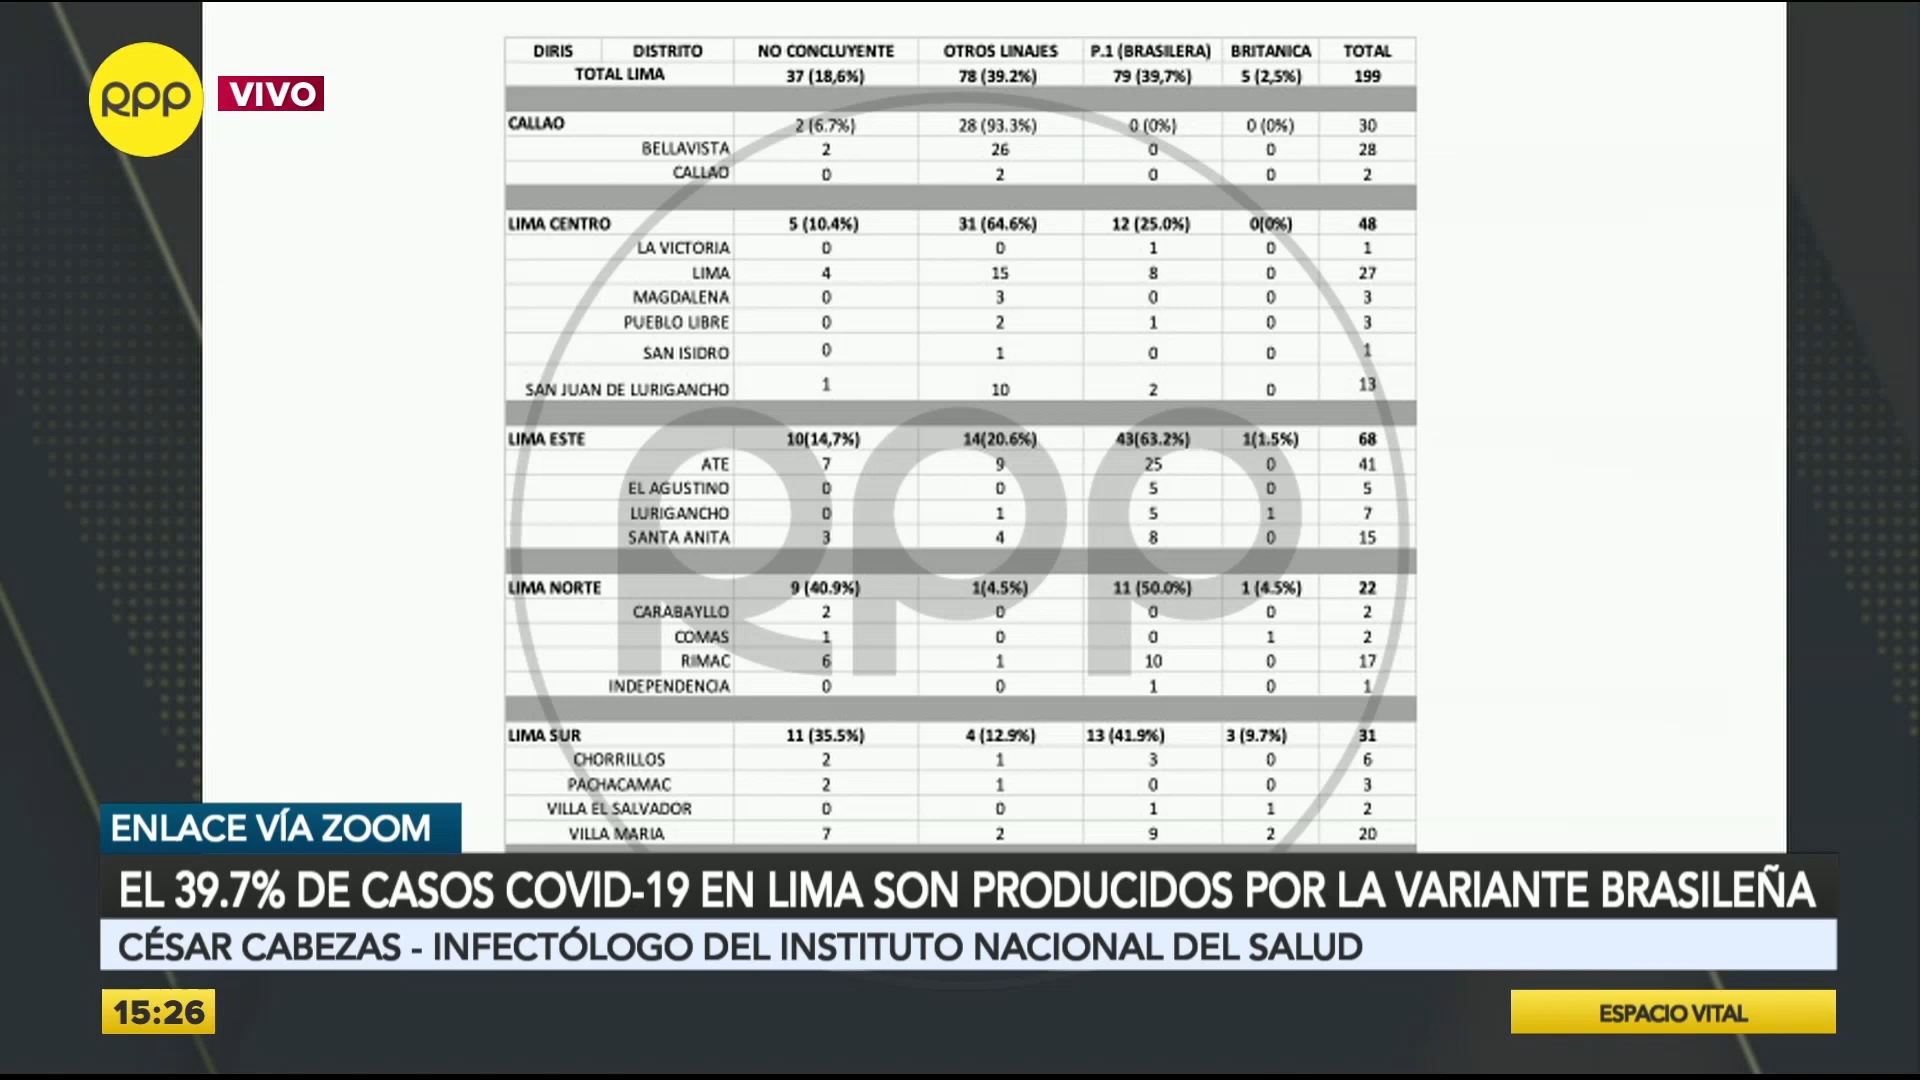 rpp VIVO
DIRIS DISTRITO NO CONCLUYENTE OTROS LINAJES P.1 (BRASILERA) BRITANICA TOTAL
TOTAL LIMA 37 (18,6%) 78 (39.2%) 79 (39,7%) 5 (2,5%) 199
CALLAO 2 (6.7%) 28 (93.3%) 0 (0%) 0 (0%) 30
BELLAVISTA 2 26 0 0 28
CALLAO 0 2 0 0 2
LIMA CENTRO 5 (10.4%) 31 (64.6%) 12 (25.0%) 0(0%) 48
LA VICTORIA 0 0 1 0 1
LIMA 4 15 8 0 27
MAGDALENA 0 3 0 0 3
PUEBLO LIBRE 0 2 1 0 3
SAN ISIDRO 0 1 0 0 1
SAN JUAN DE LURIGANCHO 1 10 2 0 13
LIMA ESTE 10(14,7%) 14(20.6%) 43(63.2%) 1(1.5%) 68
ATE 7 9 25 0 41
EL AGUSTINO 0 0 5 0 5
LURIGANCHO 0 1 5 1 7
SANTA ANITA 3 4 8 0 15
LIMA NORTE 9 (40.9%) 1(4.5%) 11 (50.0%) 1 (4.5%) 22
CARABAYLLO 2 0 0 0 2
COMAS 1 0 0 1 2
RIMAC 6 1 10 0 17
INDEPENDENCIA 0 0 1 0 1
LIMA SUR 11 (35.5%) 4 (12.9%) 13 (41.9%) 3 (9.7%) 31
CHORRILLOS 2 1 3 0 6
PACHACAMAC 2 1 0 0 3
VILLA EL SALVADOR 0 0 1 1 2
VILLA MARIA 7 2 9 2 20
rpp
ENLACE VÍA ZOOM
EL 39.7% DE CASOS COVID-19 EN LIMA SON PRODUCIDOS POR LA VARIANTE BRASILEÑA
CÉSAR CABEZAS - INFECTÓLOGO DEL INSTITUTO NACIONAL DEL SALUD
15:26 ESPACIO VITAL